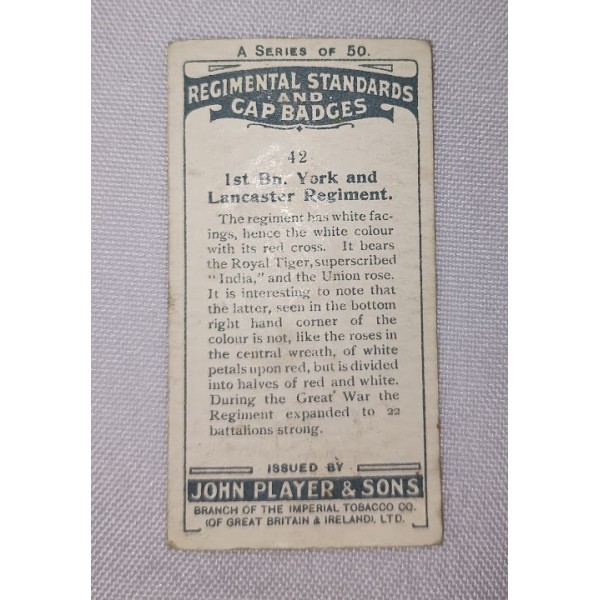 A SERIES OF 50.
REGIMENTAL STANDARDS
AND
CAP BADGES
42
1st Bn. York and
Lancaster Regiment.
The regiment has white fac-
ings, hence the white colour
with its red cross. It bears
the Royal Tiger, superscribed
"India," and the Union rose.
It is interesting to note that
the latter, seen in the bottom
right hand corner of the
colour is not, like the roses in
the central wreath, of white
petals upon red, but is divided
into halves of red and white.
During the Great War the
Regiment expanded to 22
battalions strong.
ISSUED BY
JOHN PLAYER & SONS
BRANCH OF THE IMPERIAL TOBACCO CO.
(OF GREAT BRITAIN & IRELAND), LTD.